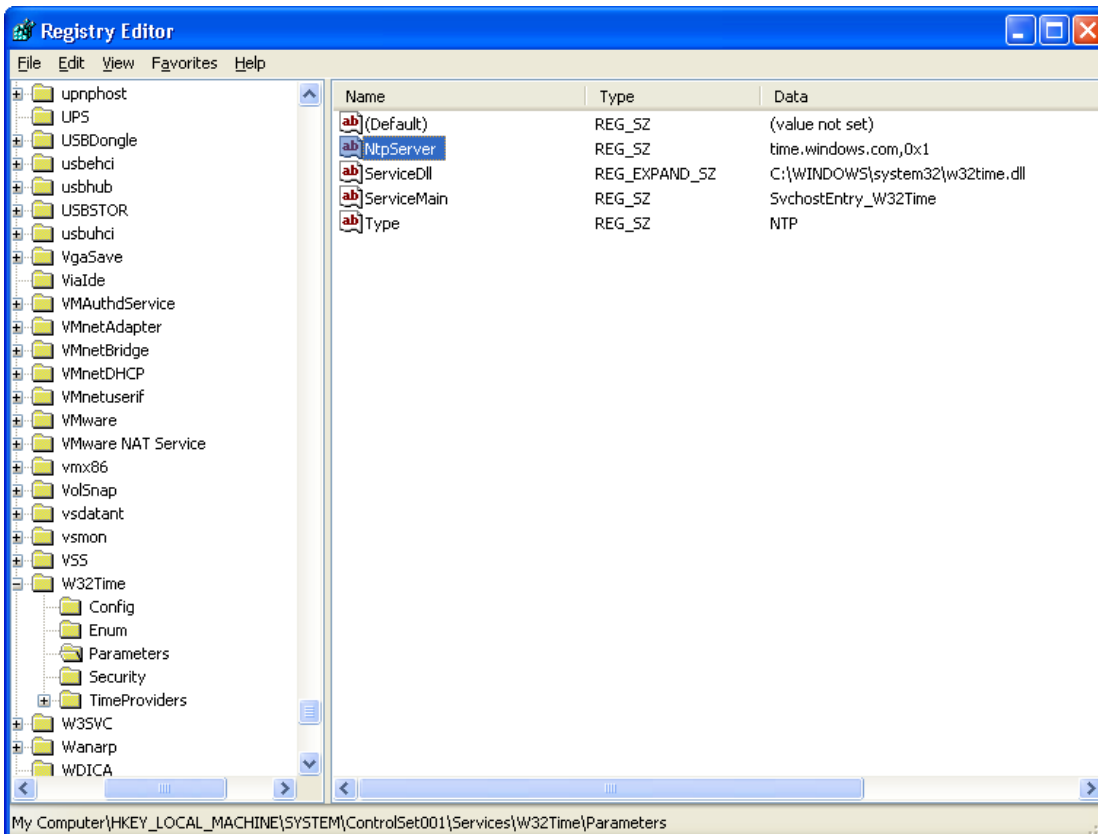 Registry Editor
File Edit View Favorites Help
upnphost
UPS
USBDongle
usbehci
usbhub
USBSTOR
usbuhci
VgaSave
ViaIde
VMAuthdService
VMnetAdapter
VMnetBridge
VMnetDHCP
VMnetuserif
VMware
VMware NAT Service
vmx86
VolSnap
vsdatant
vsmon
VSS
W32Time
Config
Enum
Parameters
Security
TimeProviders
W3SVC
Wanarp
WDICA
Name Type Data
(Default) REG_SZ (value not set)
NtpServer REG_SZ time.windows.com,0x1
ServiceDll REG_EXPAND_SZ C:\WINDOWS\system32\w32time.dll
ServiceMain REG_SZ SvchostEntry_W32Time
Type REG_SZ NTP
My Computer\HKEY_LOCAL_MACHINE\SYSTEM\ControlSet001\Services\W32Time\Parameters